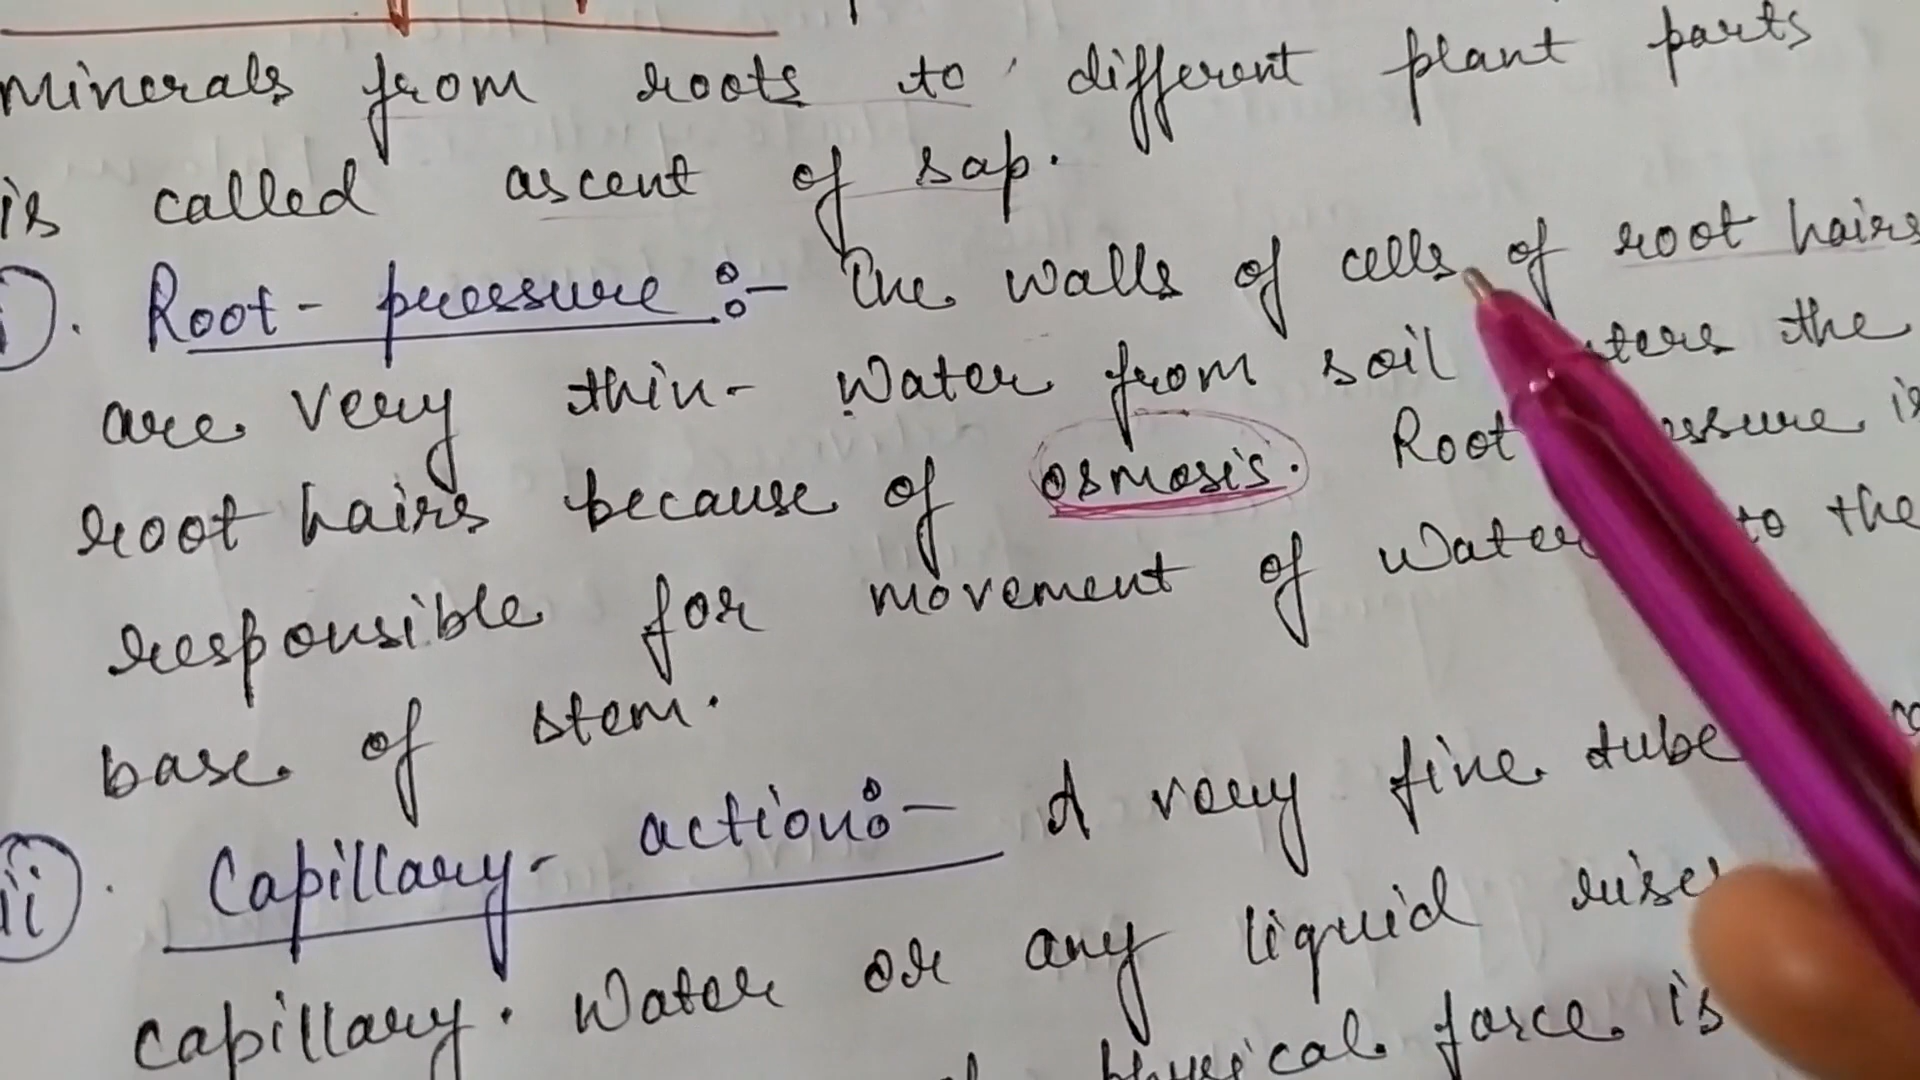 minerals from roots to different plant parts
is called ascent of sap.
i). Root - pressure :- The walls of cells of root hairs
are very thin - Water from soil the
root hairs because of osmosis. Root is
responsible for movement of water to the
base of stem.
ii. Capillary - action :- A very fine tube
capillary. Water or any liquid rises
physical force is